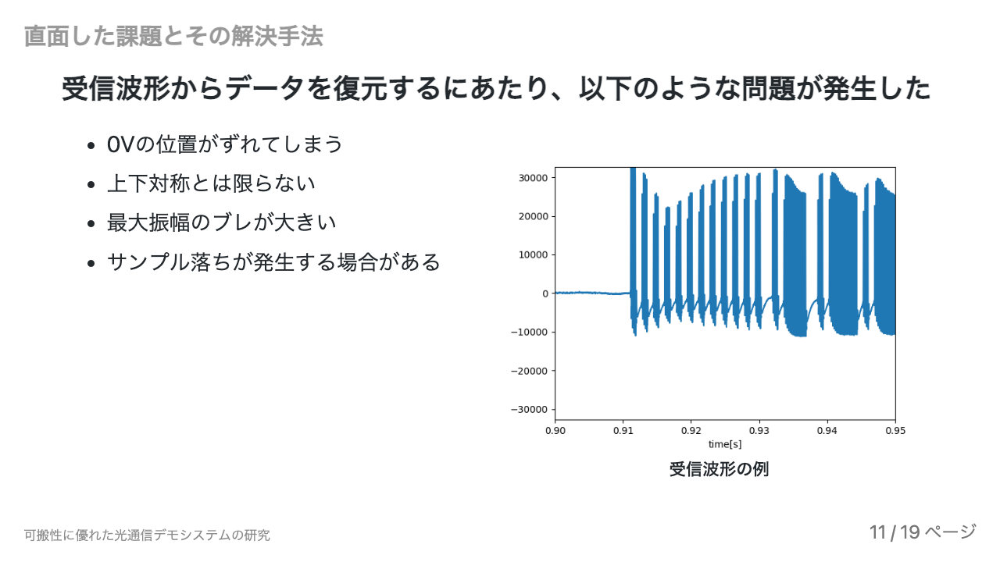 直面した課題とその解決手法
受信波形からデータを復元するにあたり、以下のような問題が発生した
• 0Vの位置がずれてしまう
• 上下対称とは限らない
• 最大振幅のブレが大きい
• サンプル落ちが発生する場合がある
30000
20000
10000
0
−10000
−20000
−30000
0.90 0.91 0.92 0.93 0.94 0.95
time[s]
受信波形の例
可搬性に優れた光通信デモシステムの研究
11 / 19 ページ